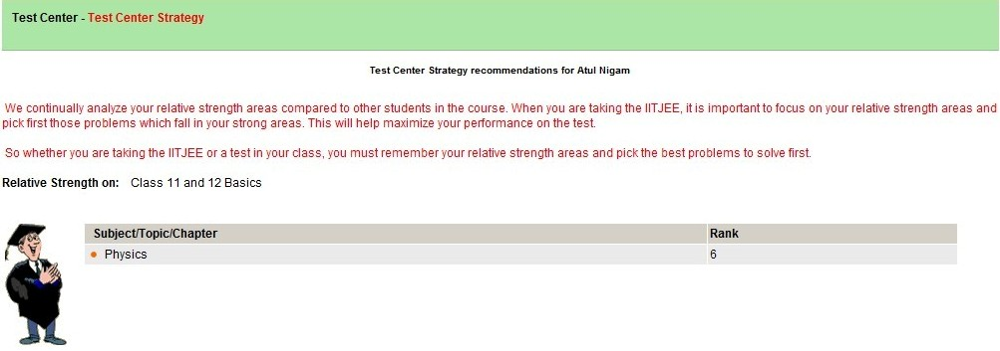 Test Center - Test Center Strategy
Test Center Strategy recommendations for Atul Nigam
We continually analyze your relative strength areas compared to other students in the course. When you are taking the IITJEE, it is important to focus on your relative strength areas and
pick first those problems which fall in your strong areas. This will help maximize your performance on the test.
So whether you are taking the IITJEE or a test in your class, you must remember your relative strength areas and pick the best problems to solve first.
Relative Strength on: Class 11 and 12 Basics
Subject/Topic/Chapter Rank
Physics 6